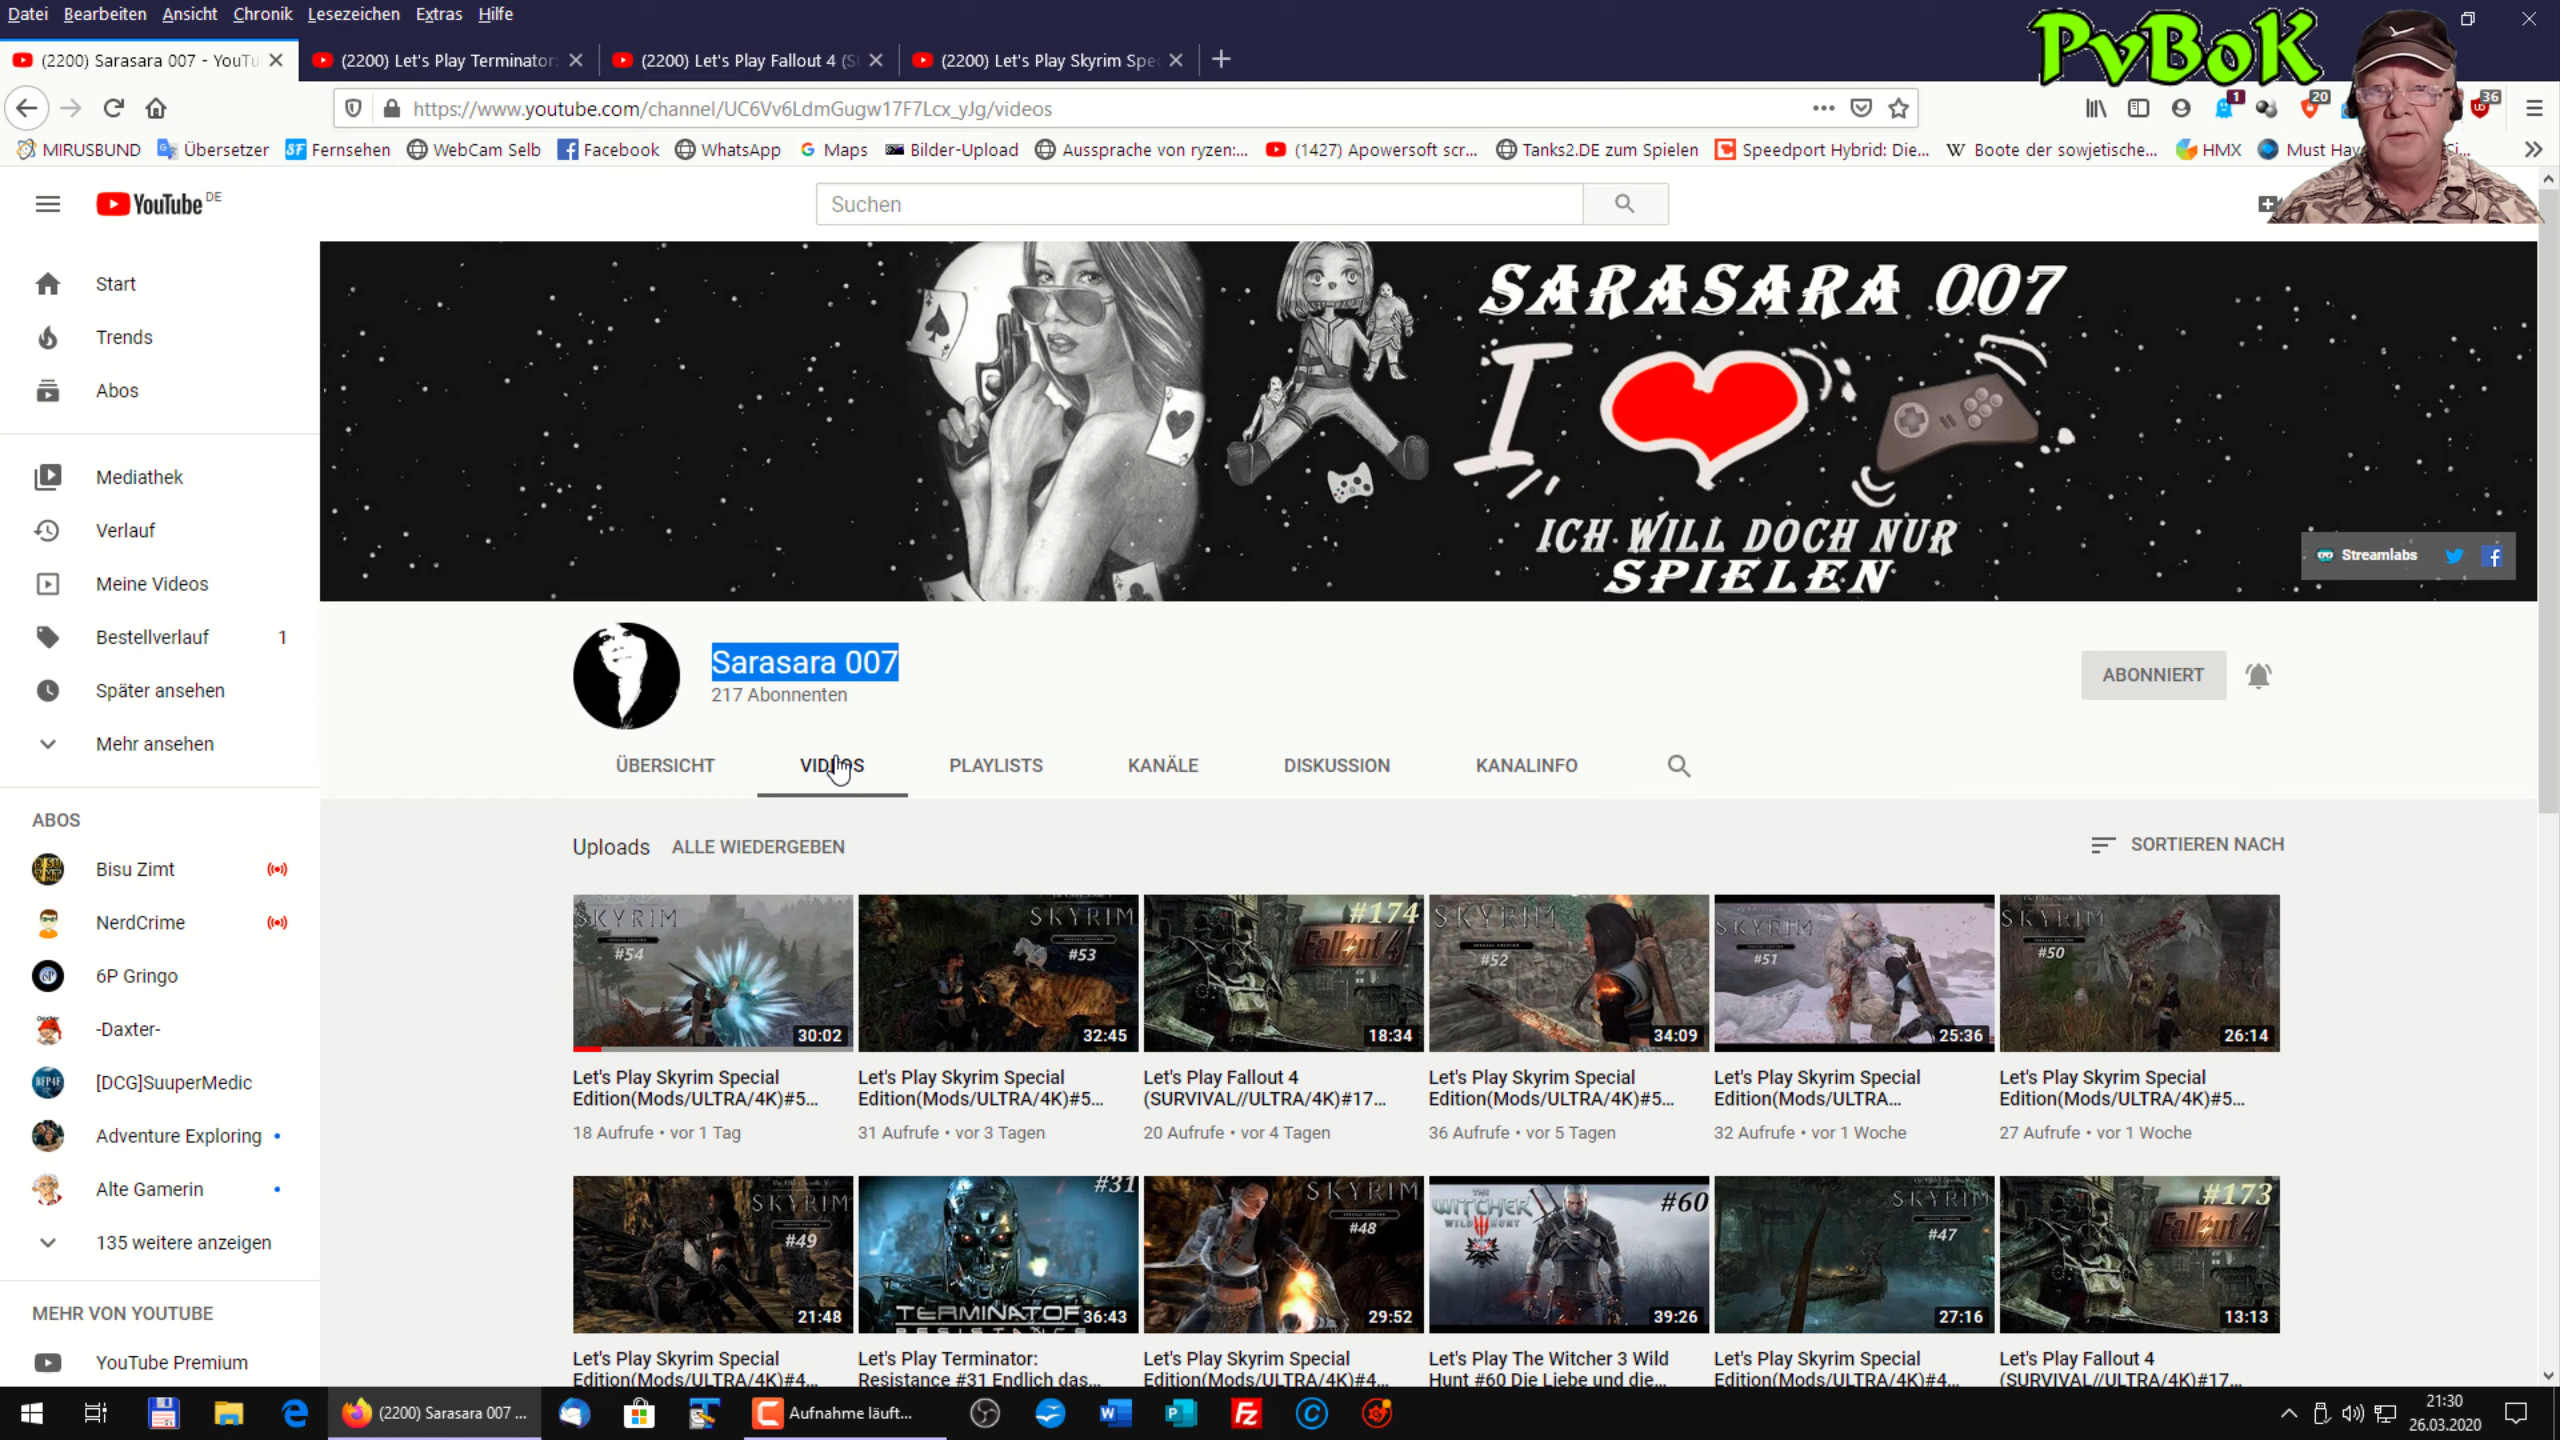 Datei Bearbeiten Ansicht Chronik Lesezeichen Extras Hilfe
PvBoK
(2200) Sarasara 007 - YouTu
(2200) Let's Play Terminator:
(2200) Let's Play Fallout 4 (S
(2200) Let's Play Skyrim Spe
https://www.youtube.com/channel/UC6Vv6LdmGugw17F7Lcx_yJg/videos
1 20 36
MIRUSBUND Übersetzer Fernsehen WebCam Selb Facebook WhatsApp Maps Bilder-Upload Aussprache von ryzen:... (1427) Apowersoft scr... Tanks2.DE zum Spielen Speedport Hybrid: Die... Boote der sowjetische... HMX Must Hav
YouTube DE
Suchen
Start
Trends
Abos
Mediathek
Verlauf
Meine Videos
Bestellverlauf 1
Später ansehen
Mehr ansehen
ABOS
Bisu Zimt
NerdCrime
6P Gringo
-Daxter-
[DCG]SuuperMedic
Adventure Exploring
Alte Gamerin
135 weitere anzeigen
MEHR VON YOUTUBE
YouTube Premium
SARASARA 007
I
ICH WILL DOCH NUR
SPIELEN
Streamlabs
Sarasara 007
217 Abonnenten
ABONNIERT
ÜBERSICHT VIDEOS PLAYLISTS KANÄLE DISKUSSION KANALINFO
Uploads ALLE WIEDERGEBEN
SORTIEREN NACH
SKYRIM
#54
30:02
SKYRIM
#53
32:45
#174
Fallout 4
18:34
SKYRIM
#52
34:09
SKYRIM
#51
25:36
SKYRIM
#50
26:14
Let's Play Skyrim Special
Edition(Mods/ULTRA/4K)#5...
18 Aufrufe • vor 1 Tag
Let's Play Skyrim Special
Edition(Mods/ULTRA/4K)#5...
31 Aufrufe • vor 3 Tagen
Let's Play Fallout 4
(SURVIVAL//ULTRA/4K)#17...
20 Aufrufe • vor 4 Tagen
Let's Play Skyrim Special
Edition(Mods/ULTRA/4K)#5...
36 Aufrufe • vor 5 Tagen
Let's Play Skyrim Special
Edition(Mods/ULTRA...
32 Aufrufe • vor 1 Woche
Let's Play Skyrim Special
Edition(Mods/ULTRA/4K)#5...
27 Aufrufe • vor 1 Woche
SKYRIM
#49
21:48
#31
TERMINATOR
RESISTANCE
36:43
SKYRIM
#48
29:52
THE
WITCHER
WILD HUNT
#60
39:26
SKYRIM
#47
27:16
#173
Fallout 4
13:13
Let's Play Skyrim Special
Edition(Mods/ULTRA/4K)#4...
Let's Play Terminator:
Resistance #31 Endlich das...
Let's Play Skyrim Special
Edition(Mods/ULTRA/4K)#4...
Let's Play The Witcher 3 Wild
Hunt #60 Die Liebe und die...
Let's Play Skyrim Special
Edition(Mods/ULTRA/4K)#4...
Let's Play Fallout 4
(SURVIVAL//ULTRA/4K)#17...
(2200) Sarasara 007 ...
Aufnahme läuft...
21:30
26.03.2020